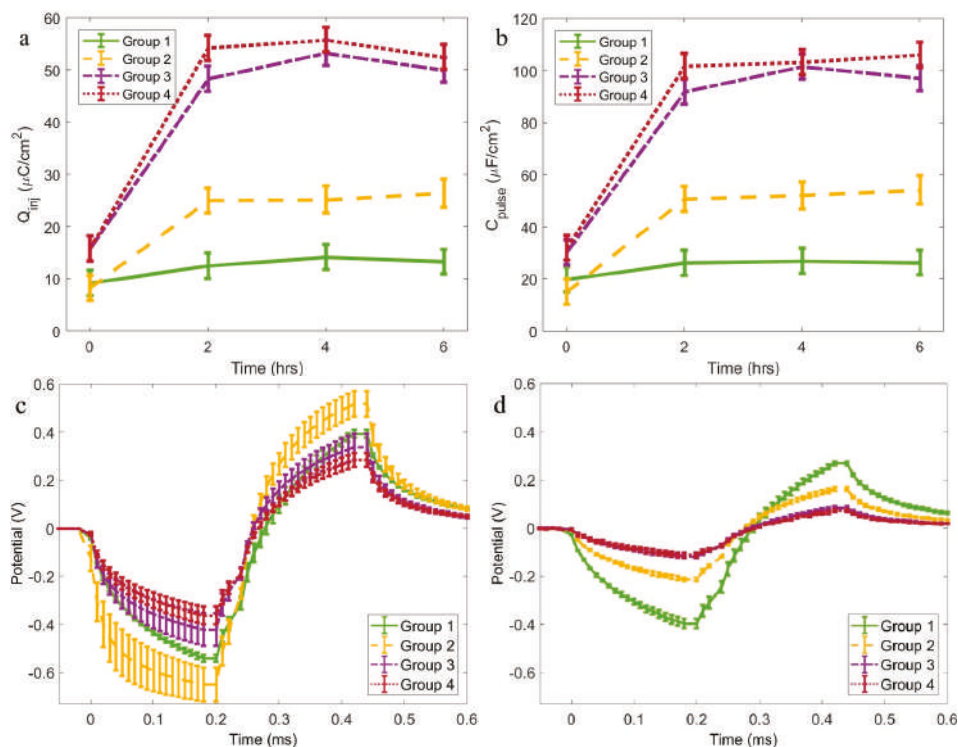 a
Q_inj (μC/cm²)
60
50
40
30
20
10
0
Group 1
Group 2
Group 3
Group 4
0 2 4 6
Time (hrs)
b
C_pulse (μF/cm²)
120
100
80
60
40
20
0
Group 1
Group 2
Group 3
Group 4
0 2 4 6
Time (hrs)
c
Potential (V)
0.6
0.4
0.2
0
-0.2
-0.4
-0.6
Group 1
Group 2
Group 3
Group 4
0 0.1 0.2 0.3 0.4 0.5 0.6
Time (ms)
d
Potential (V)
0.6
0.4
0.2
0
-0.2
-0.4
-0.6
Group 1
Group 2
Group 3
Group 4
0 0.1 0.2 0.3 0.4 0.5 0.6
Time (ms)